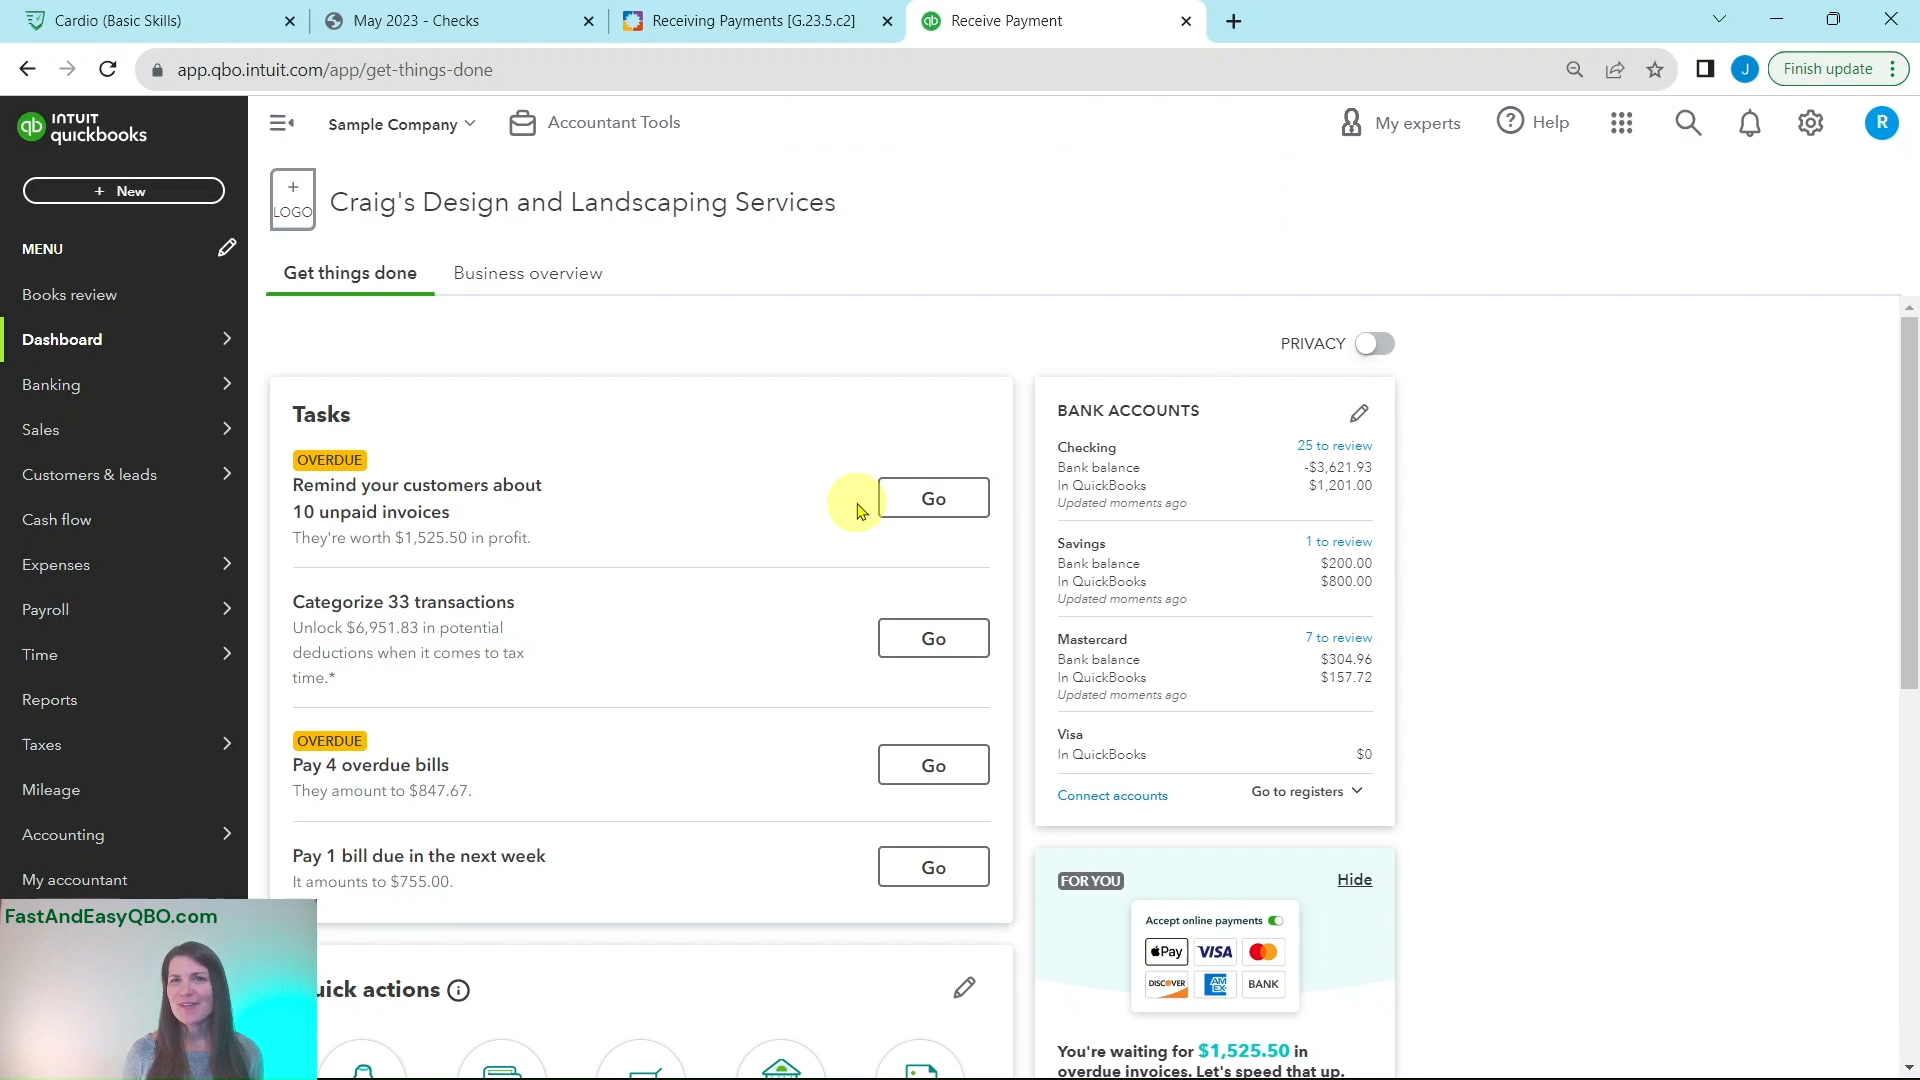 Cardio (Basic Skills)
May 2023 - Checks
Receiving Payments [G.23.5.c2]
Receive Payment
app.qbo.intuit.com/app/get-things-done
J
Finish update
qb INTUIT
quickbooks
Sample Company
Accountant Tools
My experts
Help
R
+ New
+
LOGO
Craig's Design and Landscaping Services
MENU
Get things done
Business overview
Books review
Dashboard
Banking
Sales
Customers & leads
Cash flow
Expenses
Payroll
Time
Reports
Taxes
Mileage
Accounting
My accountant
PRIVACY
Tasks
OVERDUE
Remind your customers about
10 unpaid invoices
They're worth $1,525.50 in profit.
Go
Categorize 33 transactions
Unlock $6,951.83 in potential
deductions when it comes to tax
time.*
Go
OVERDUE
Pay 4 overdue bills
They amount to $847.67.
Go
Pay 1 bill due in the next week
It amounts to $755.00.
Go
BANK ACCOUNTS
Checking 25 to review
Bank balance -$3,621.93
In QuickBooks $1,201.00
Updated moments ago
Savings 1 to review
Bank balance $200.00
In QuickBooks $800.00
Updated moments ago
Mastercard 7 to review
Bank balance $304.96
In QuickBooks $157.72
Updated moments ago
Visa
In QuickBooks $0
Connect accounts Go to registers
FOR YOU Hide
Accept online payments
Pay VISA
DISCOVER AM EX BANK
You're waiting for $1,525.50 in
overdue invoices. Let's speed that up.
FastAndEasyQBO.com
uick actions